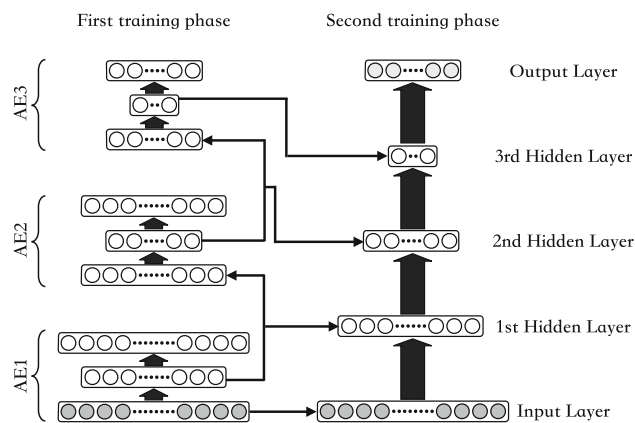 First training phase
Second training phase
AE3
Output Layer
3rd Hidden Layer
AE2
2nd Hidden Layer
1st Hidden Layer
AE1
Input Layer